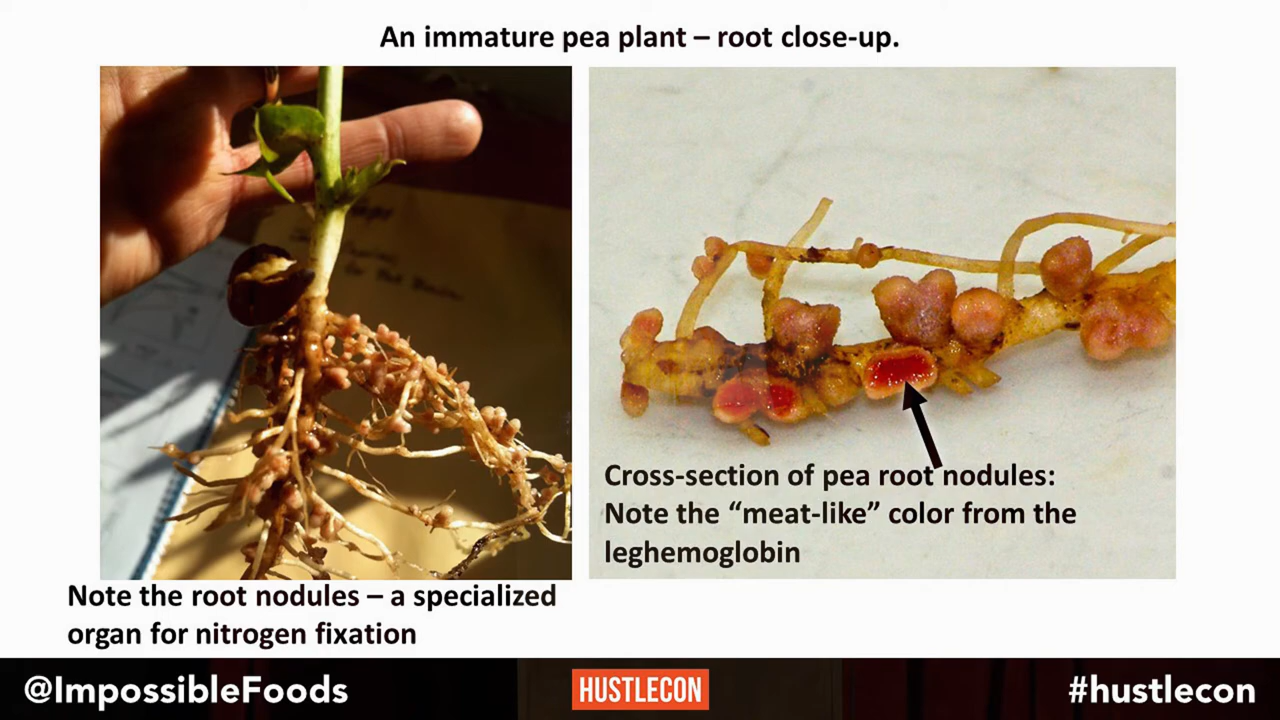 An immature pea plant – root close-up.
Cross-section of pea root nodules:
Note the “meat-like” color from the
leghemoglobin
Note the root nodules – a specialized
organ for nitrogen fixation
@ImpossibleFoods
HUSTLECON
#hustlecon